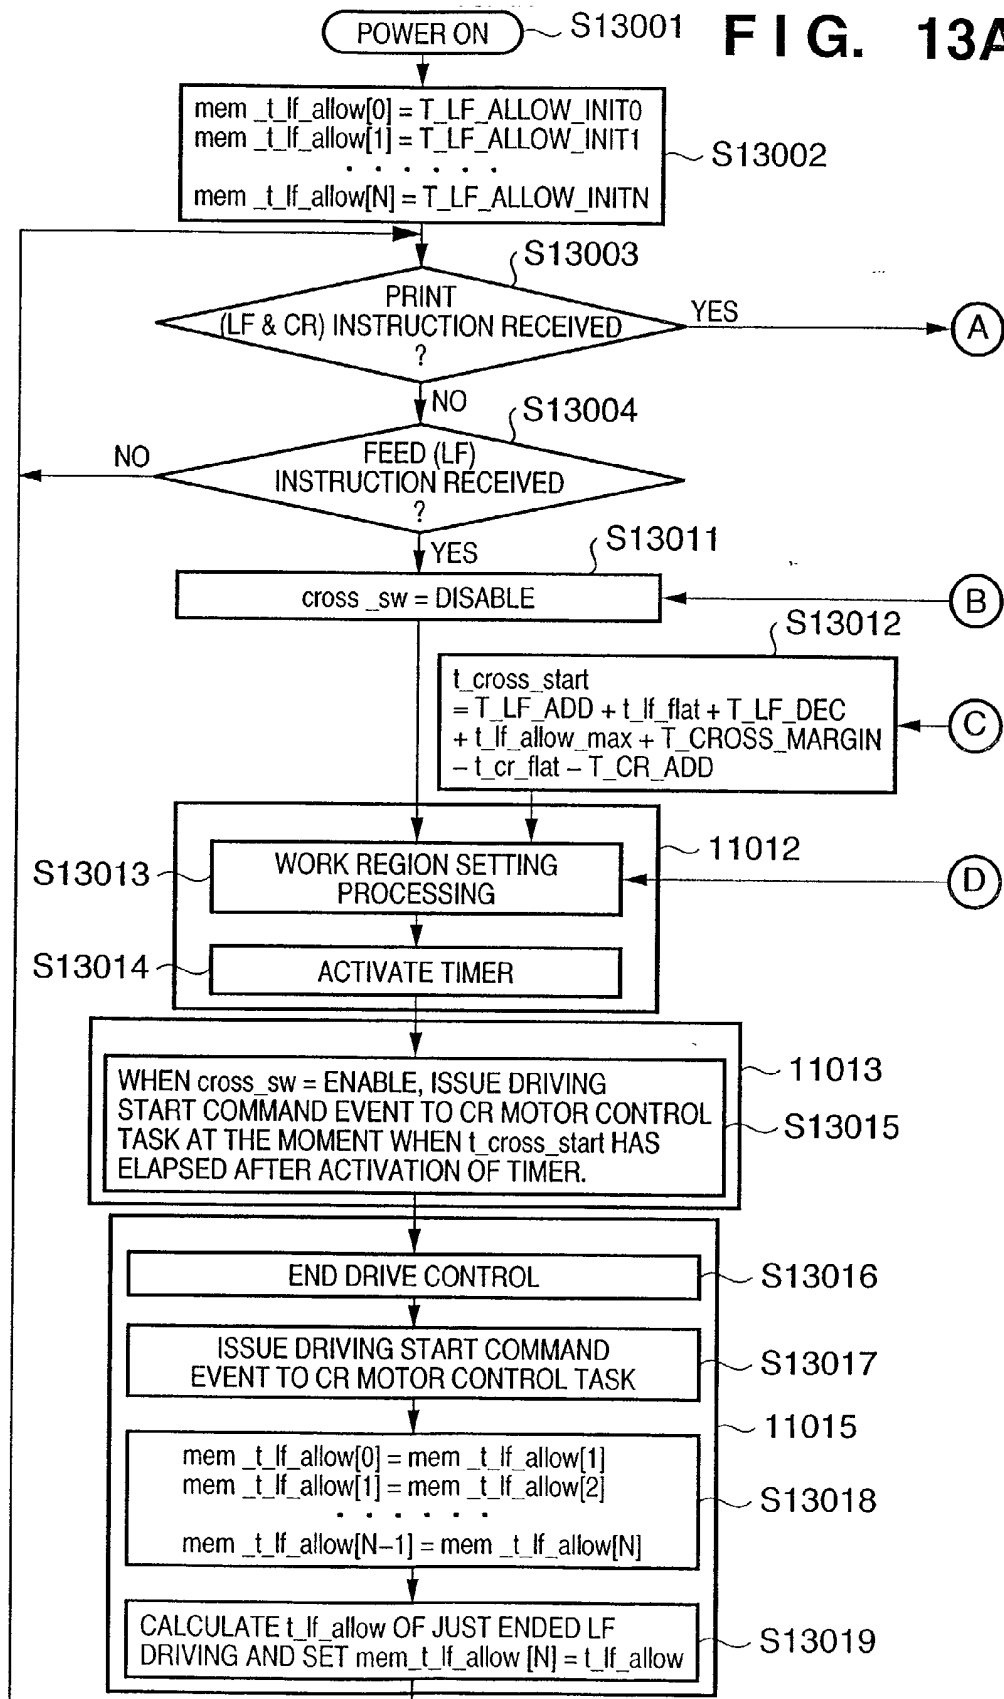 POWER ON
S13001
FIG. 13A
mem _t_lf_allow[0] = T_LF_ALLOW_INIT0
mem _t_lf_allow[1] = T_LF_ALLOW_INIT1
. . . . . .
mem _t_lf_allow[N] = T_LF_ALLOW_INITN
S13002
S13003
PRINT
(LF & CR) INSTRUCTION RECEIVED
?
YES
A
NO
S13004
NO
FEED (LF)
INSTRUCTION RECEIVED
?
YES
S13011
cross _sw = DISABLE
B
S13012
t_cross_start
= T_LF_ADD + t_lf_flat + T_LF_DEC
+ t_lf_allow_max + T_CROSS_MARGIN
– t_cr_flat – T_CR_ADD
C
11012
S13013
WORK REGION SETTING
PROCESSING
D
S13014
ACTIVATE TIMER
11013
WHEN cross_sw = ENABLE, ISSUE DRIVING
START COMMAND EVENT TO CR MOTOR CONTROL
TASK AT THE MOMENT WHEN t_cross_start HAS
ELAPSED AFTER ACTIVATION OF TIMER.
S13015
END DRIVE CONTROL
S13016
ISSUE DRIVING START COMMAND
EVENT TO CR MOTOR CONTROL TASK
S13017
11015
mem _t_lf_allow[0] = mem _t_lf_allow[1]
mem _t_lf_allow[1] = mem _t_lf_allow[2]
. . . . . .
mem _t_lf_allow[N–1] = mem _t_lf_allow[N]
S13018
CALCULATE t_lf_allow OF JUST ENDED LF
DRIVING AND SET mem_t_lf_allow [N] = t_lf_allow
S13019